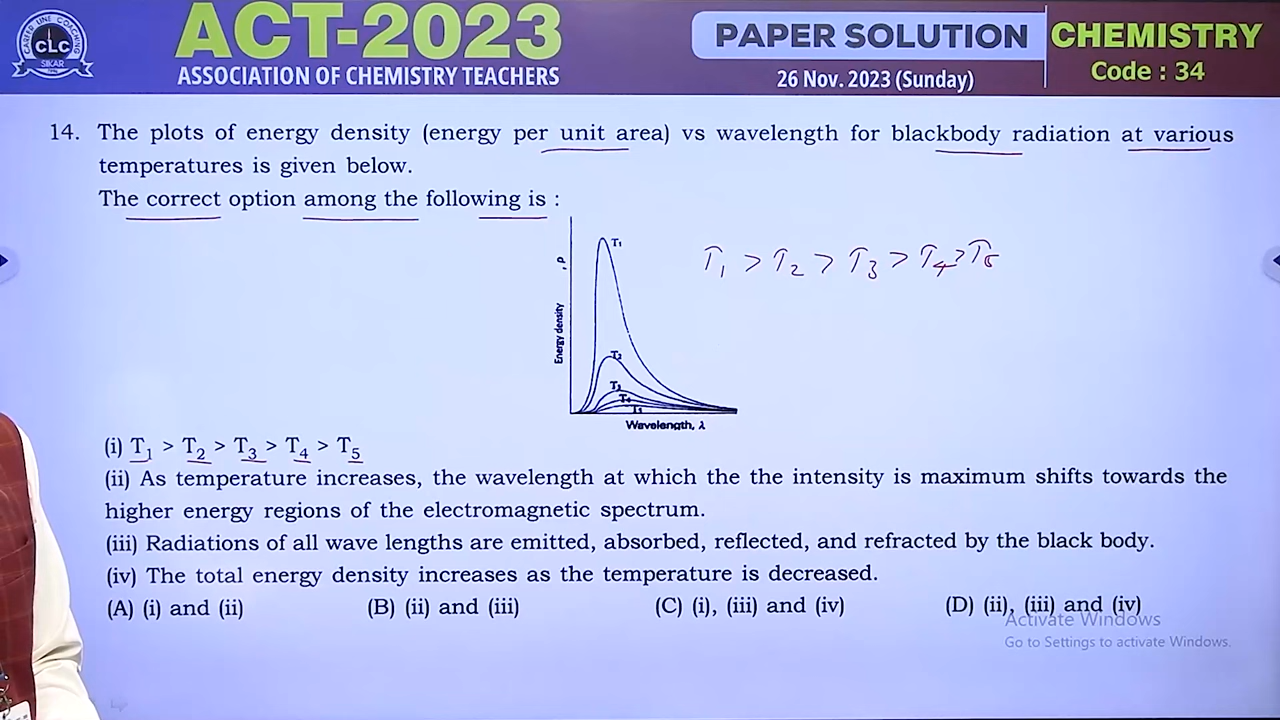 CAREER LINE COACHING
CLC
SIKAR
ACT-2023
ASSOCIATION OF CHEMISTRY TEACHERS
PAPER SOLUTION
26 Nov. 2023 (Sunday)
CHEMISTRY
Code : 34
14. The plots of energy density (energy per unit area) vs wavelength for blackbody radiation at various
temperatures is given below.
The correct option among the following is :
Energy density , ρ
T₁
T₂
T₃
T₄
T₅
Wavelength, λ
T₁ > T₂ > T₃ > T₄ > T₅
(i) T₁ > T₂ > T₃ > T₄ > T₅
(ii) As temperature increases, the wavelength at which the the intensity is maximum shifts towards the
higher energy regions of the electromagnetic spectrum.
(iii) Radiations of all wave lengths are emitted, absorbed, reflected, and refracted by the black body.
(iv) The total energy density increases as the temperature is decreased.
(A) (i) and (ii) (B) (ii) and (iii) (C) (i), (iii) and (iv) (D) (ii), (iii) and (iv)
Activate Windows
Go to Settings to activate Windows.